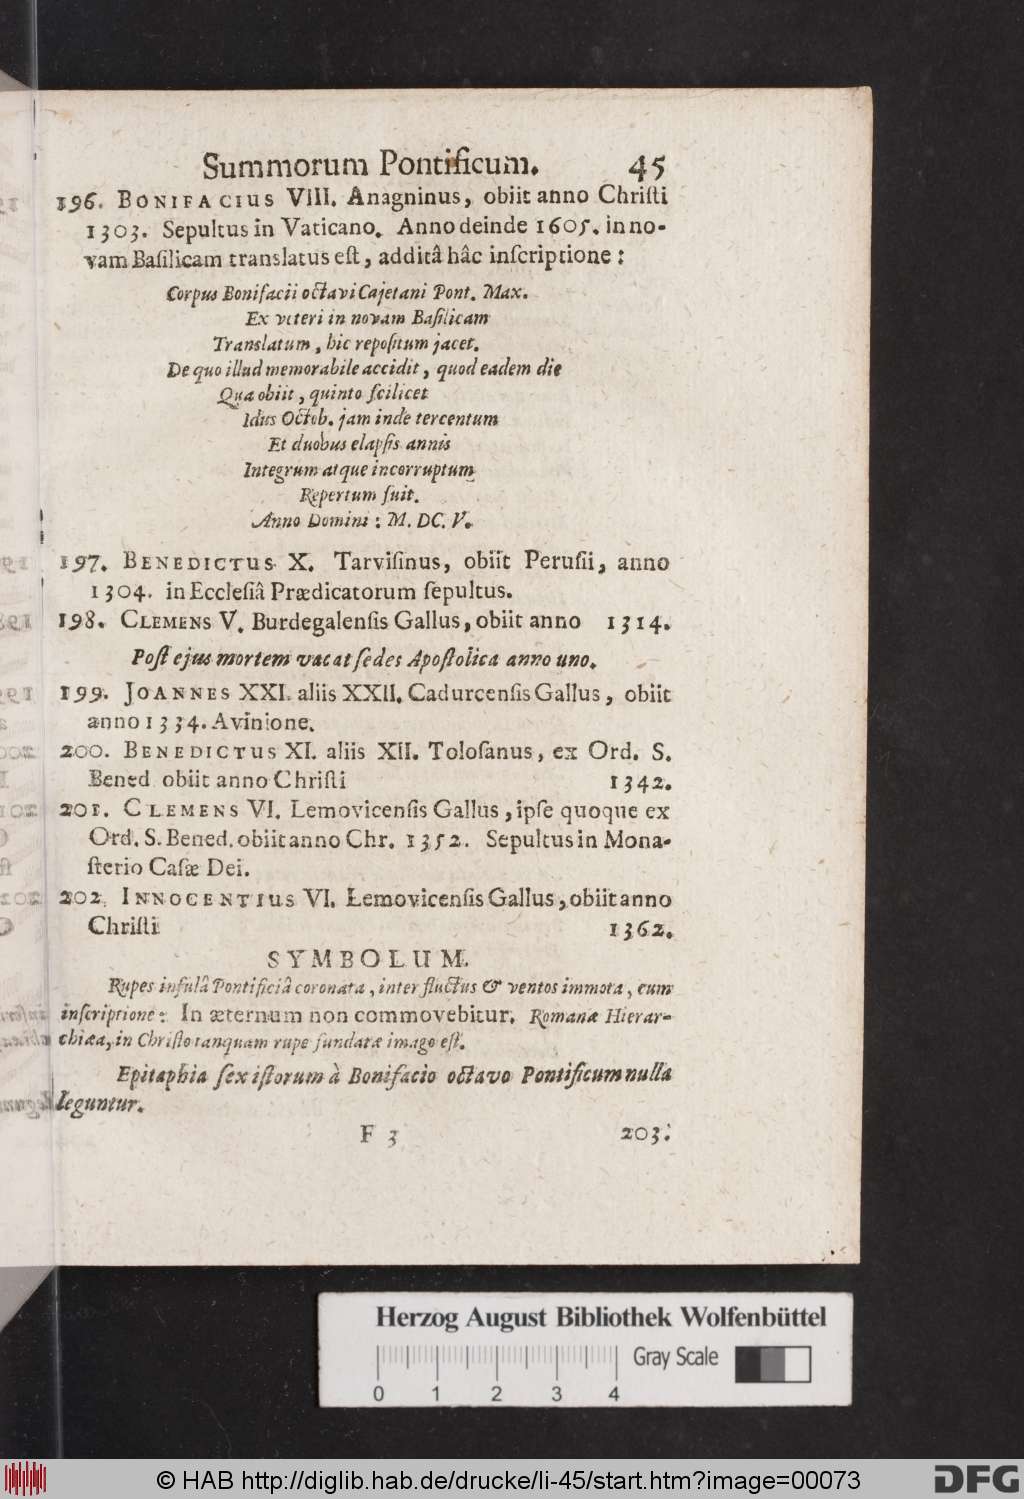 Summorum Pontificum. 45
196. BONIFACIUS VIII. Anagninus, obiit anno Chriſti
1303. Sepultus in Vaticano. Anno deinde 1605. in no-
vam Baſilicam translatus eſt, additâ hâc inſcriptione:
Corpus Bonifacii octavi Cajetani Pont. Max.
Ex veteri in novam Baſilicam
Translatum, hic repoſitum jacet.
De quo illud memorabile accidit, quod eadem die
Qua obiit, quinto ſcilicet
Idus Octob. jam inde tercentum
Et duobus elapſis annis
Integrum atque incorruptum
Repertum fuit.
Anno Domini: M. DC. V.
197. BENEDICTUS X. Tarviſinus, obiit Peruſii, anno
1304. in Eccleſiâ Prædicatorum ſepultus.
198. CLEMENS V. Burdegalenſis Gallus, obiit anno 1314.
Poſt ejus mortem vacat ſedes Apoſtolica anno uno.
199. JOANNES XXI. aliis XXII. Cadurcenſis Gallus, obiit
anno 1334. Avinione.
200. BENEDICTUS XI. aliis XII. Toloſanus, ex Ord. S.
Bened. obiit anno Chriſti 1342.
201. CLEMENS VI. Lemovicenſis Gallus, ipſe quoque ex
Ord. S. Bened. obiit anno Chr. 1352. Sepultus in Mona-
ſterio Caſæ Dei.
202. INNOCENTIUS VI. Lemovicenſis Gallus, obiit anno
Chriſti 1362.
SYMBOLUM.
Rupes inſulâ Pontificiâ coronata, inter fluctus & ventos immota, cum
inſcriptione: In æternum non commovebitur. Romanæ Hierar-
chiæa, in Chriſto tanquam rupe fundatæ imago eſt.
Epitaphia ſex iſtorum à Bonifacio octavo Pontificum nulla
leguntur.
F 3 203.
Herzog August Bibliothek Wolfenbüttel
Gray Scale
0 1 2 3 4
© HAB http://diglib.hab.de/drucke/li-45/start.htm?image=00073 DFG